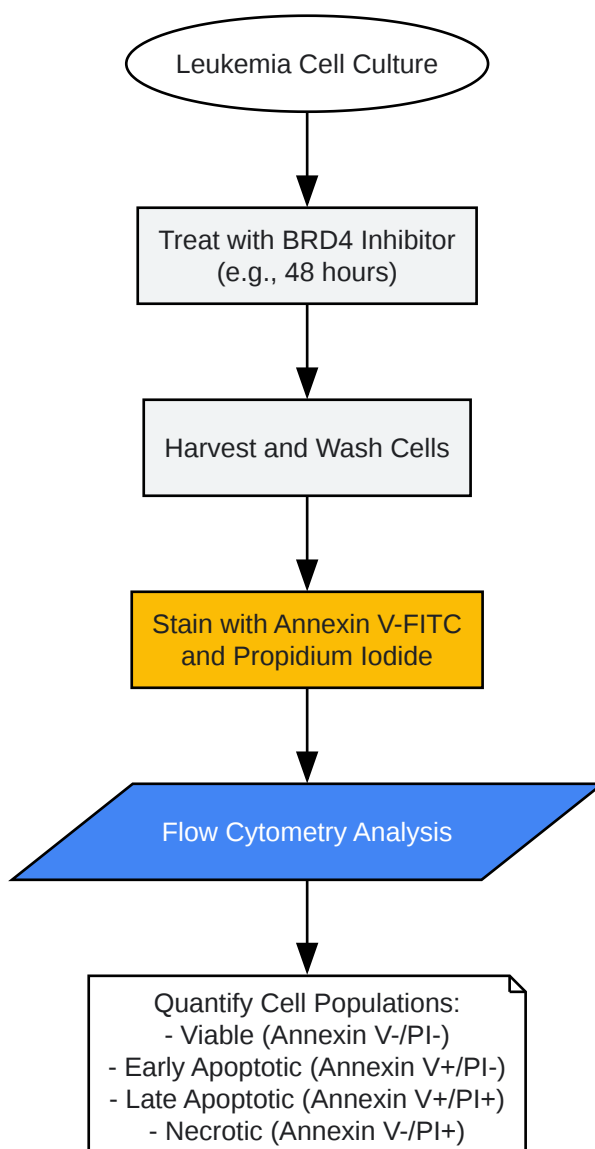 Leukemia Cell Culture
Treat with BRD4 Inhibitor
(e.g., 48 hours)
Harvest and Wash Cells
Stain with Annexin V-FITC
and Propidium Iodide
Flow Cytometry Analysis
Quantify Cell Populations:
- Viable (Annexin V-/PI-)
- Early Apoptotic (Annexin V+/PI-)
- Late Apoptotic (Annexin V+/PI+)
- Necrotic (Annexin V-/PI+)